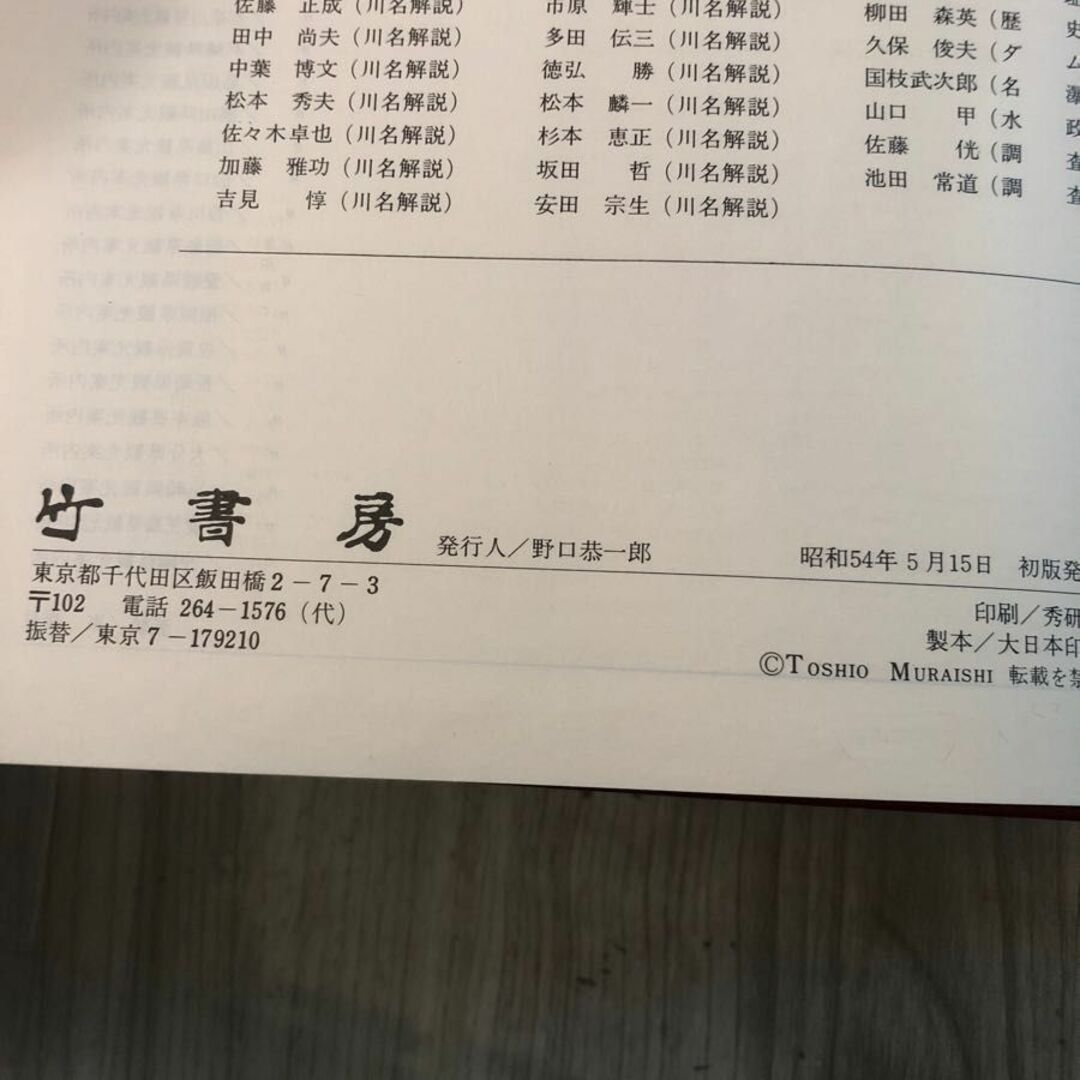 佐藤　正成（川名解説）
田中　尚夫（川名解説）
中葉　博文（川名解説）
松本　秀夫（川名解説）
佐々木卓也（川名解説）
加藤　雅功（川名解説）
吉見　惇（川名解説）
市原　輝士（川名解説）
多田　伝三（川名解説）
徳弘　勝（川名解説）
松本　麟一（川名解説）
杉本　恵正（川名解説）
坂田　哲（川名解説）
安田　宗生（川名解説）
柳田　森英（歴史
久保　俊夫（ダム
国枝武次郎（名瀑
山口　甲（水政
佐藤　侊（調査
池田　常道（調査
竹書房　発行人／野口恭一郎　昭和54年5月15日　初版発
東京都千代田区飯田橋2－7－3
〒102　電話 264－1576（代）
振替／東京7－179210
印刷／秀研
製本／大日本印
©TOSHIO MURAISHI 転載を禁